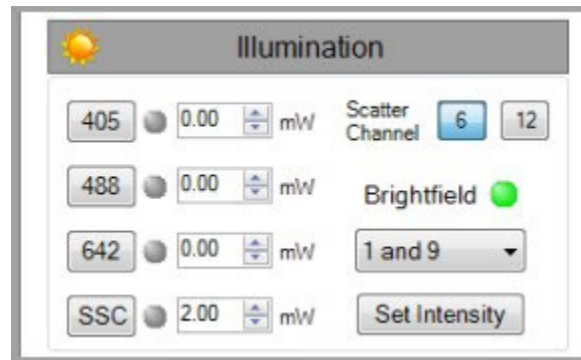 Illumination
405 0.00 mW Scatter Channel 6 12
488 0.00 mW Brightfield
642 0.00 mW 1 and 9
SSC 2.00 mW Set Intensity